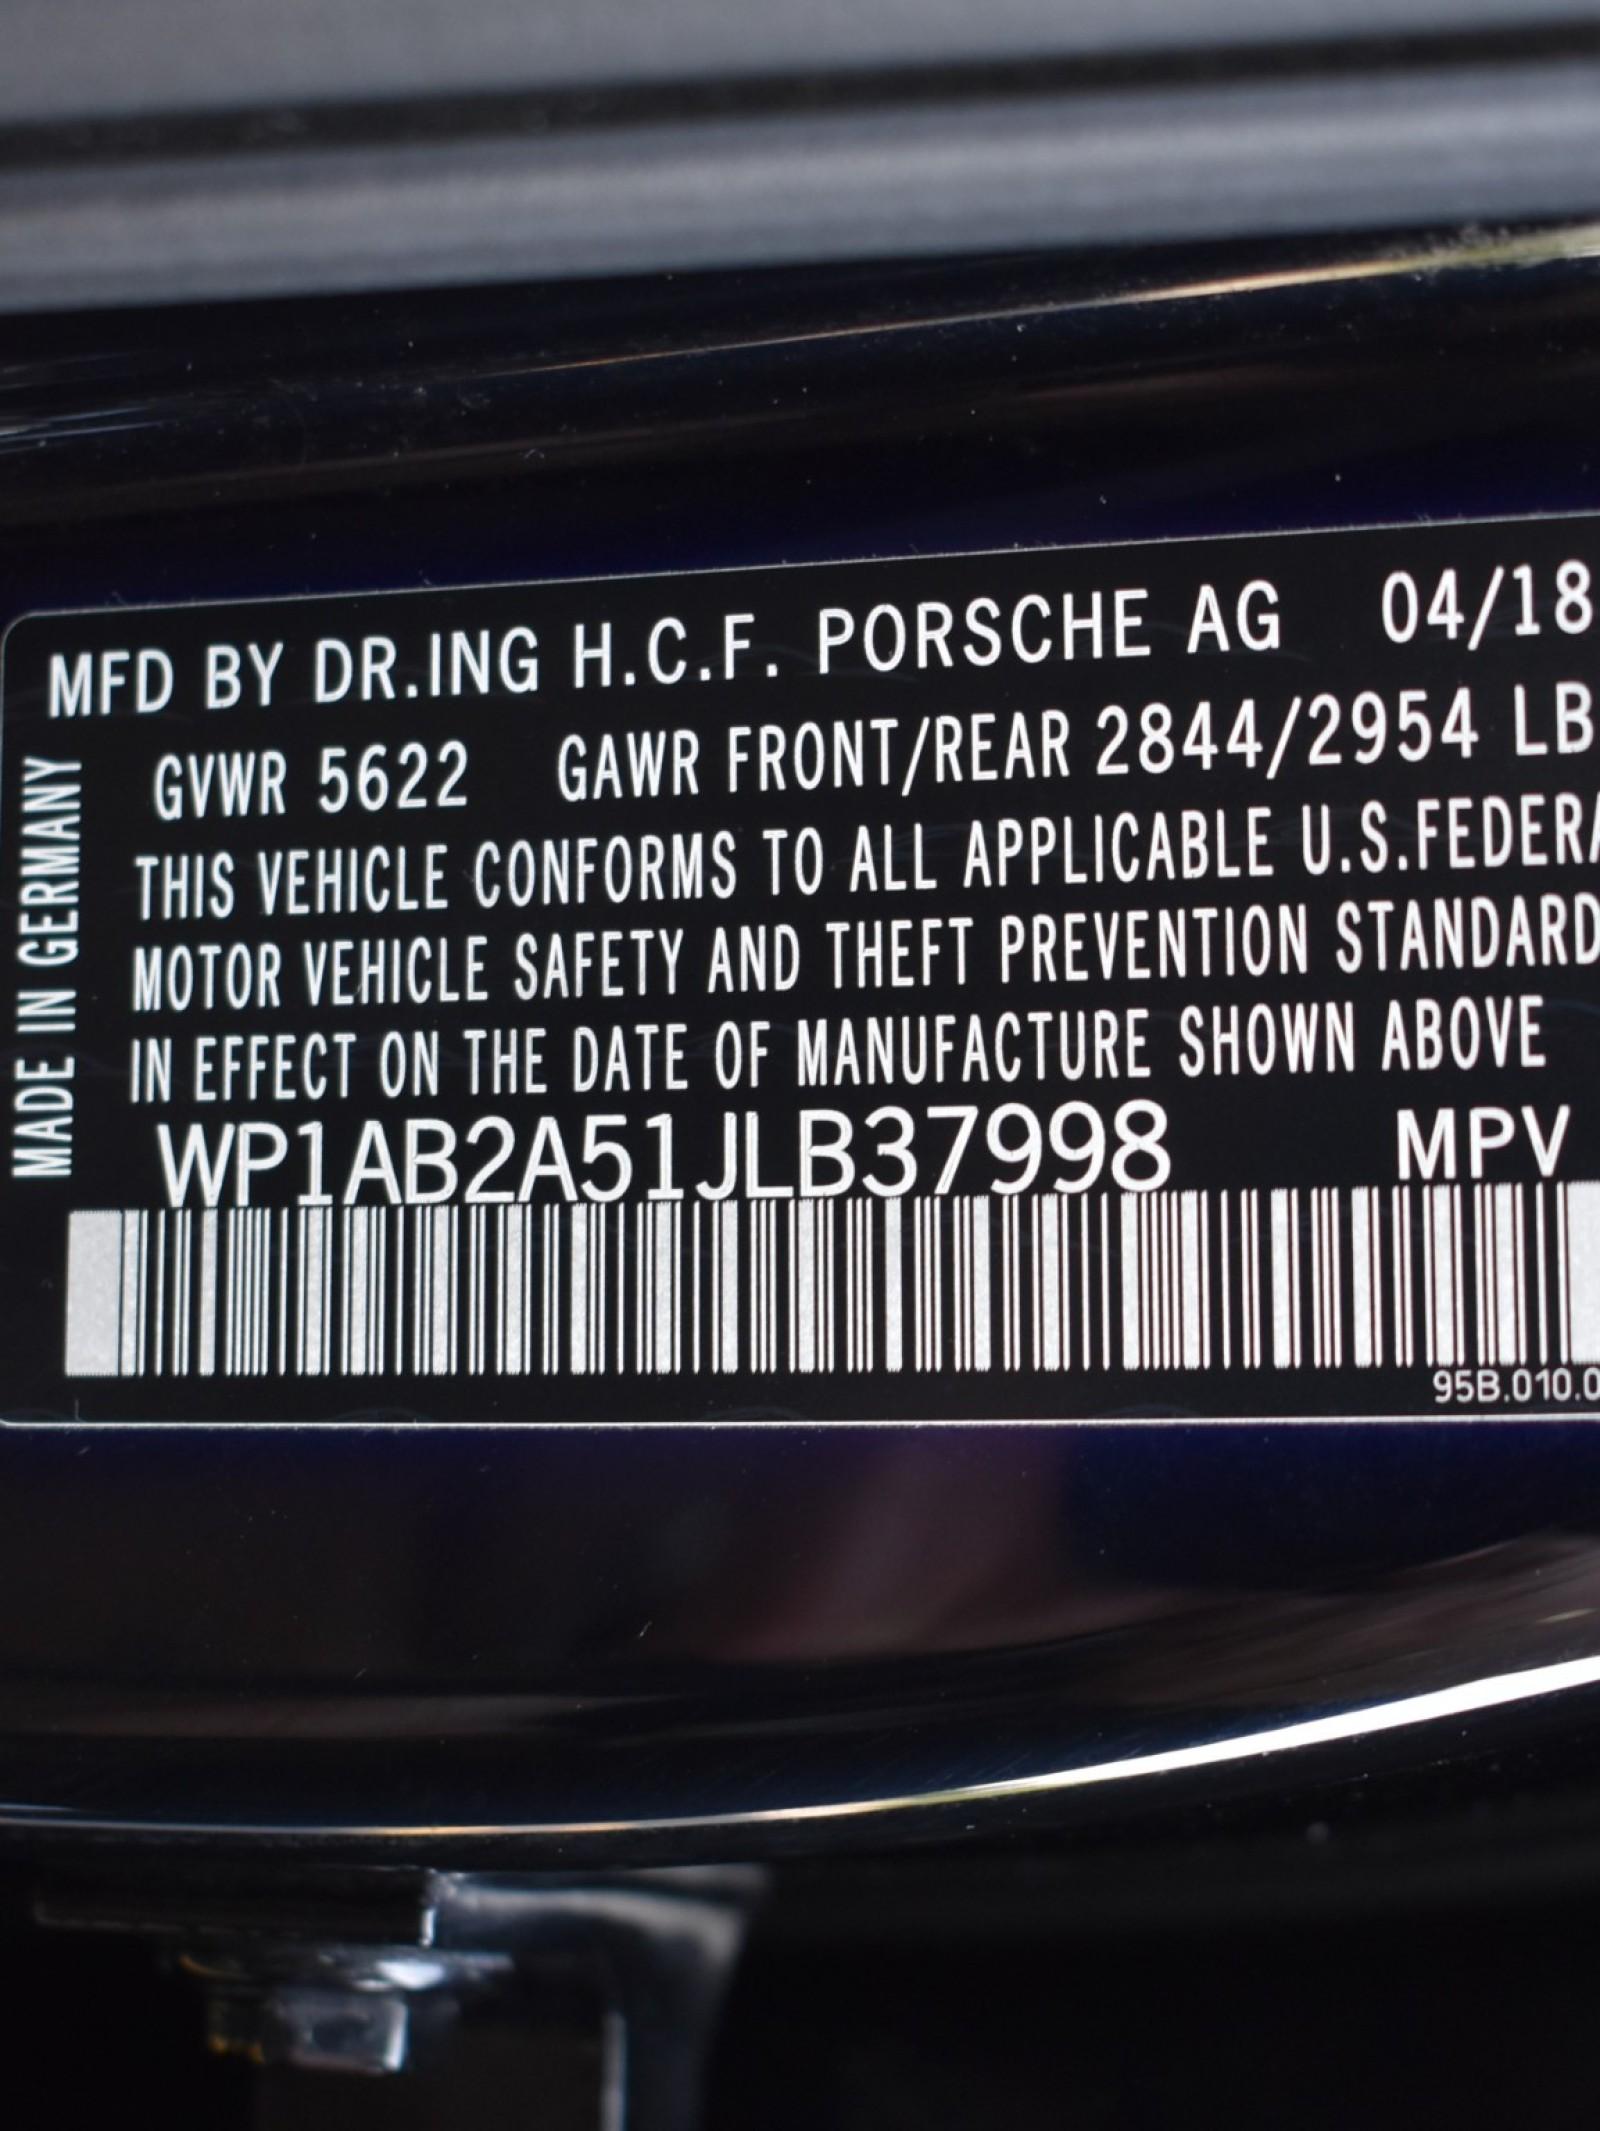 MFD BY DR.ING H.C.F. PORSCHE AG 04/18
GVWR 5622 GAWR FRONT/REAR 2844/2954 LB
THIS VEHICLE CONFORMS TO ALL APPLICABLE U.S.FEDERA
MOTOR VEHICLE SAFETY AND THEFT PREVENTION STANDARD
IN EFFECT ON THE DATE OF MANUFACTURE SHOWN ABOVE
WP1AB2A51JLB37998 MPV
95B.010.0
MADE IN GERMANY